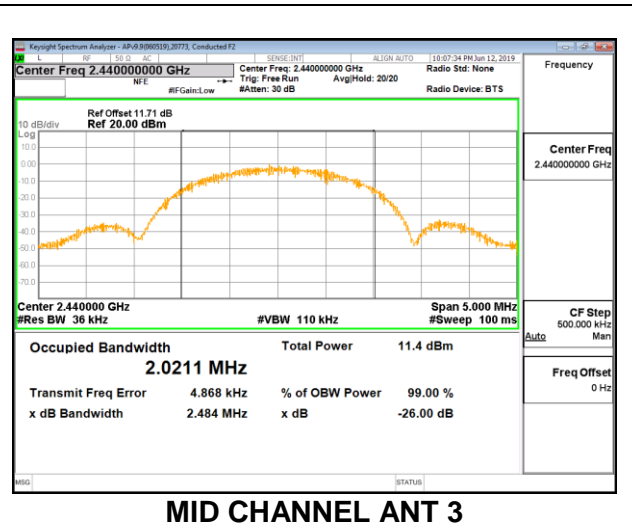 Keysight Spectrum Analyzer - APv9.9(060519),20773, Conducted F2
L RF 50 Ω AC SENSE:INT ALIGN AUTO 10:07:34 PM Jun 12, 2019
Center Freq 2.440000000 GHz Center Freq: 2.440000000 GHz Radio Std: None Frequency
NFE Trig: Free Run Avg|Hold: 20/20
#IFGain:Low #Atten: 30 dB Radio Device: BTS
Ref Offset 11.71 dB
10 dB/div Ref 20.00 dBm
Log
10.0
0.00
-10.0
-20.0
-30.0
-40.0
-50.0
-60.0
-70.0
Center Freq
2.440000000 GHz
Center 2.440000 GHz Span 5.000 MHz
#Res BW 36 kHz #VBW 110 kHz #Sweep 100 ms
CF Step
500.000 kHz
Auto Man
Occupied Bandwidth Total Power 11.4 dBm
2.0211 MHz
Transmit Freq Error 4.868 kHz % of OBW Power 99.00 %
x dB Bandwidth 2.484 MHz x dB -26.00 dB
Freq Offset
0 Hz
MSG STATUS
MID CHANNEL ANT 3